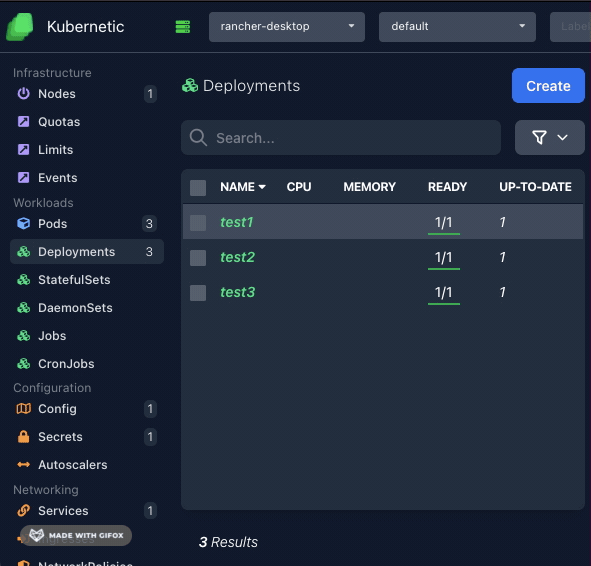 Kubernetic
rancher-desktop
default
Label
Infrastructure
Nodes 1
Quotas
Limits
Events
Workloads
Pods 3
Deployments 3
StatefulSets
DaemonSets
Jobs
CronJobs
Configuration
Config 1
Secrets 1
Autoscalers
Networking
Services 1
MADE WITH GIFOX
NetworkPolicies
Deployments
Create
Search...
NAME CPU MEMORY READY UP-TO-DATE
test1 1/1 1
test2 1/1 1
test3 1/1 1
3 Results